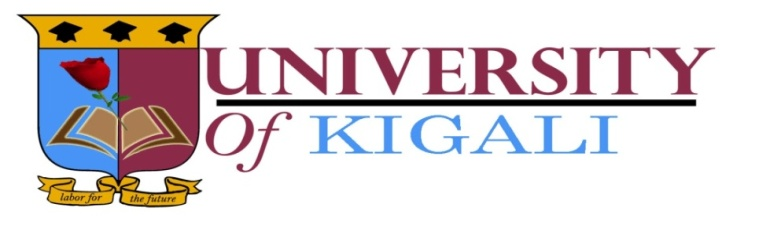 UNIVERSITY
Of KIGALI
labor for the future